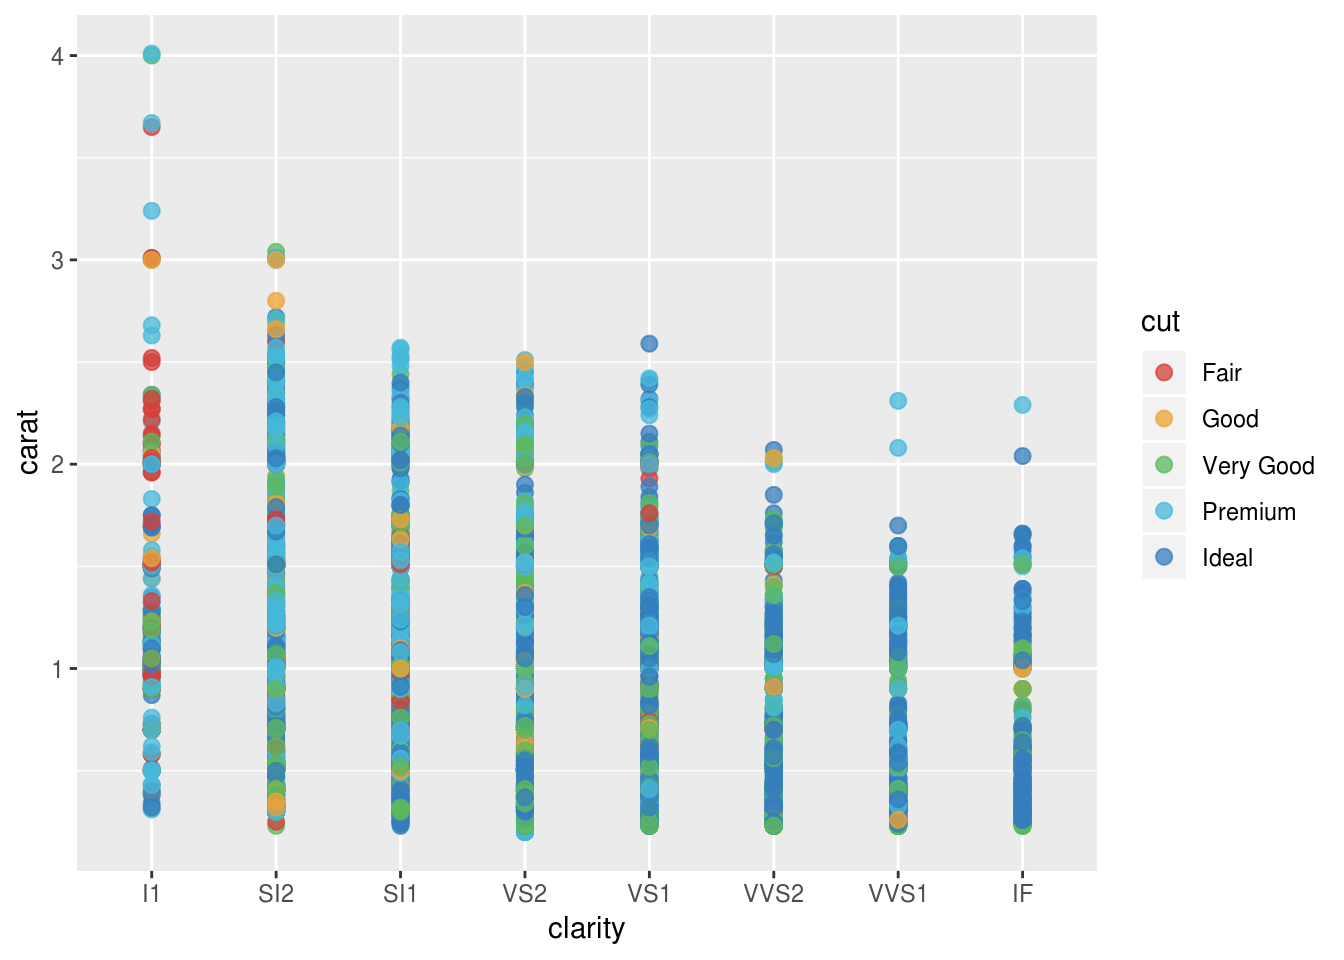 4
3
2
1
carat
I1 SI2 SI1 VS2 VS1 VVS2 VVS1 IF
clarity
cut
Fair
Good
Very Good
Premium
Ideal